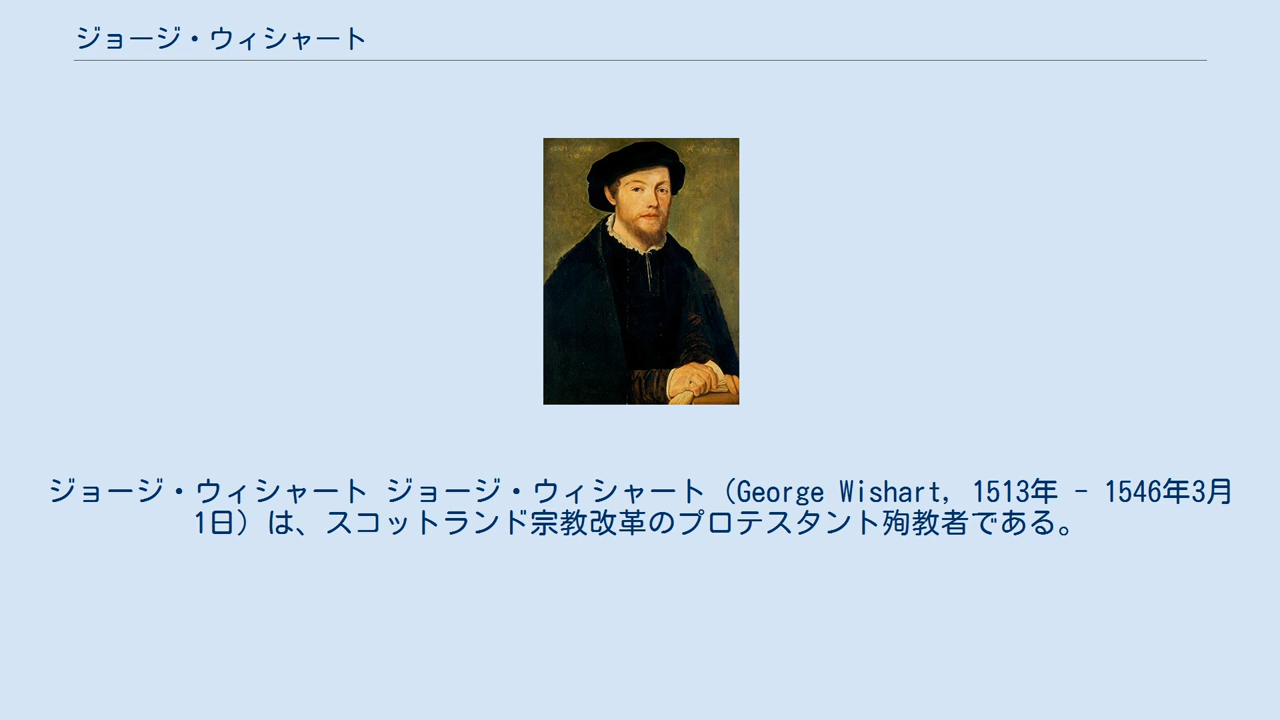 ジョージ・ウィシャート
ジョージ・ウィシャート ジョージ・ウィシャート（George Wishart, 1513年 - 1546年3月
1日）は、スコットランド宗教改革のプロテスタント殉教者である。